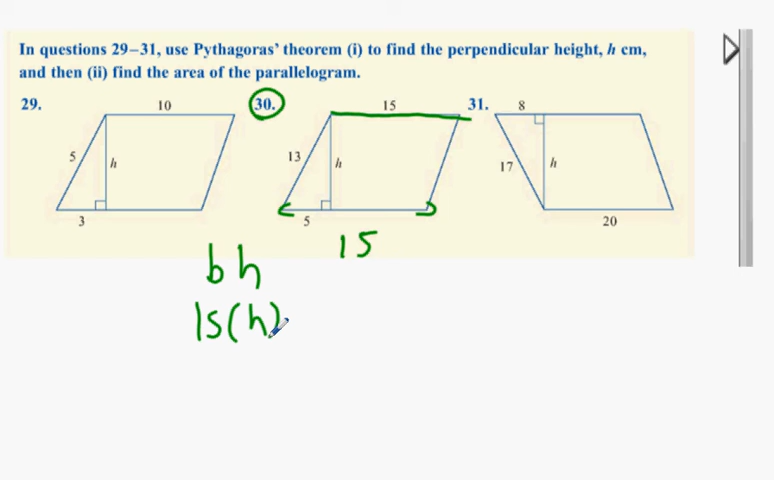 In questions 29–31, use Pythagoras' theorem (i) to find the perpendicular height, h cm,
and then (ii) find the area of the parallelogram.
29. 10 30. 15 31. 8
5 h 13 h 17 h
3 5 20
bh 15
15(h)